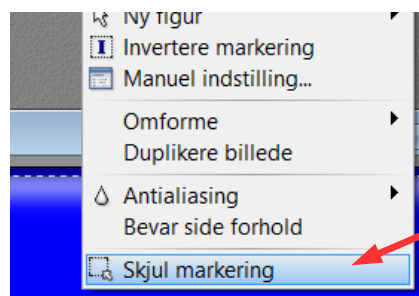 Ny figur
Invertere markering
Manuel indstilling...
Omforme
Duplikere billede
Antialiasing
Bevar side forhold
Skjul markering